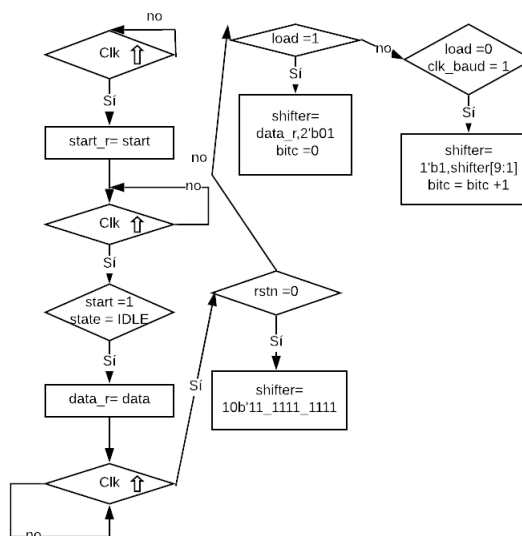 no
Clk
Sí
start_r= start
no
Clk
Sí
start =1
state = IDLE
Sí
data_r= data
Clk
no
Sí
rstn =0
Sí
shifter=
10b'11_1111_1111
no
load =1
Sí
shifter=
data_r,2'b01
bitc =0
no
load =0
clk_baud = 1
Sí
shifter=
1'b1,shifter[9:1]
bitc = bitc +1